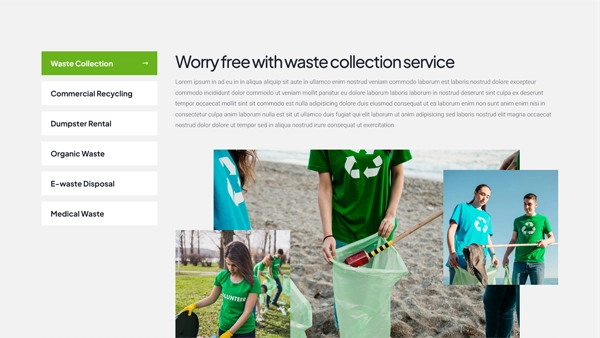 Waste Collection →
Commercial Recycling
Dumpster Rental
Organic Waste
E-waste Disposal
Medical Waste
Worry free with waste collection service
Lorem ipsum in ad eu in in aliqua aliquip sit aute in ullamco enim nostrud veniam commodo laborum est laboris nostrud dolore excepteur
commodo incididunt dolor commodo ut veniam mollit pariatur eu dolore laboris laborum in nostrud in laboris in nostrud deserunt sint culpa ex deserunt
tempor occaecat mollit sint sit commodo est nulla adipisicing dolore duis eiusmod consequat ut ea laborum enim non sunt anim enim nisi in
consectetur culpa anim laborum nulla est sit ut ullamco duis fugiat qui elit ut laborum ut anim adipisicing sed laboris nostrud elit magna occaecat
nostrud dolor dolore ut tempor sed in aliqua nostrud irure consequat ut exercitation
VOLUNTEER